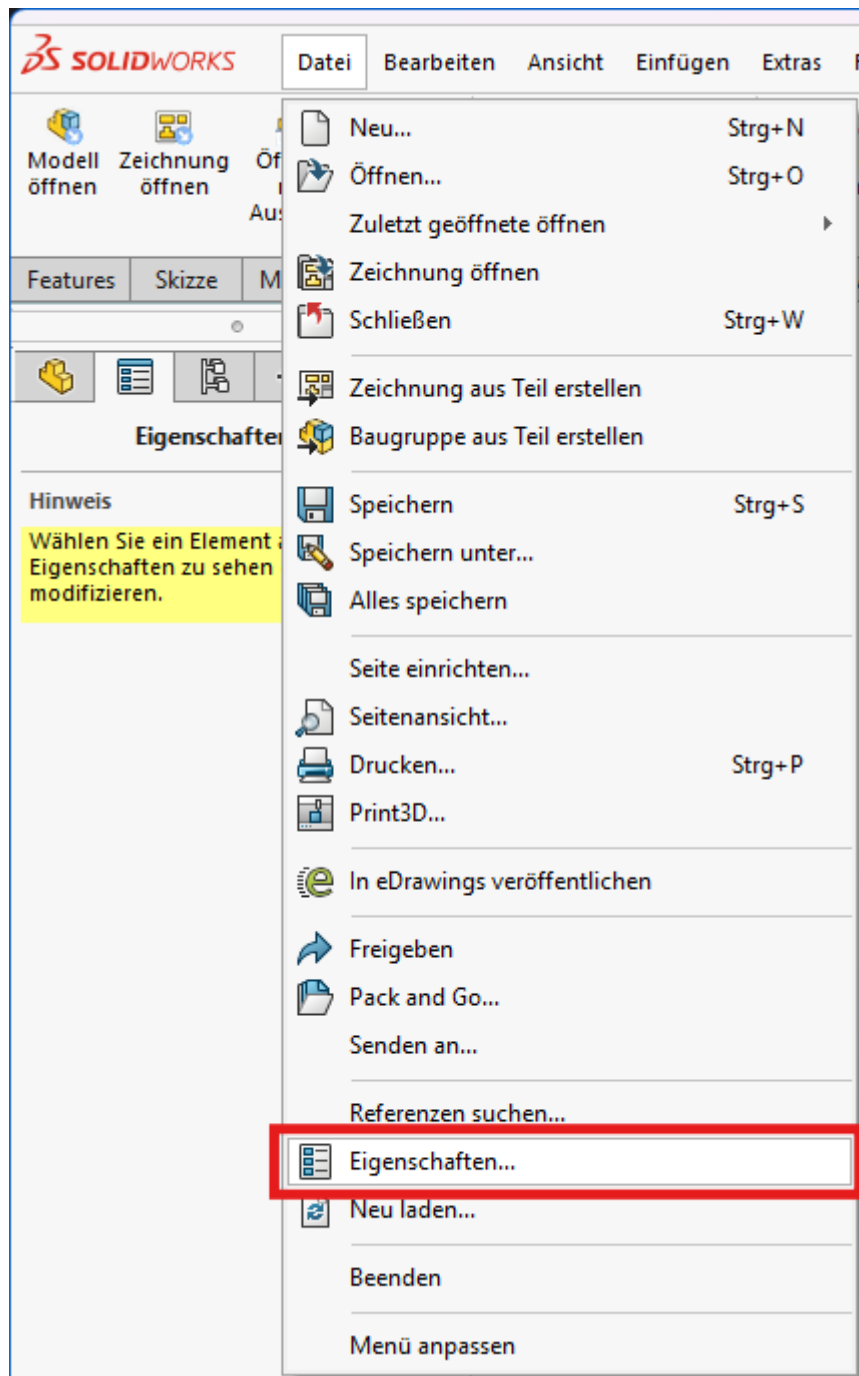 SOLIDWORKS
Datei Bearbeiten Ansicht Einfügen Extras
Modell öffnen
Zeichnung öffnen
Features Skizze
Eigenschaften
Hinweis
Wählen Sie ein Element
Eigenschaften zu sehen
modifizieren.
Neu... Strg+N
Öffnen... Strg+O
Zuletzt geöffnete öffnen
Zeichnung öffnen
Schließen Strg+W
Zeichnung aus Teil erstellen
Baugruppe aus Teil erstellen
Speichern Strg+S
Speichern unter...
Alles speichern
Seite einrichten...
Seitenansicht...
Drucken... Strg+P
Print3D...
In eDrawings veröffentlichen
Freigeben
Pack and Go...
Senden an...
Referenzen suchen...
Eigenschaften...
Neu laden...
Beenden
Menü anpassen